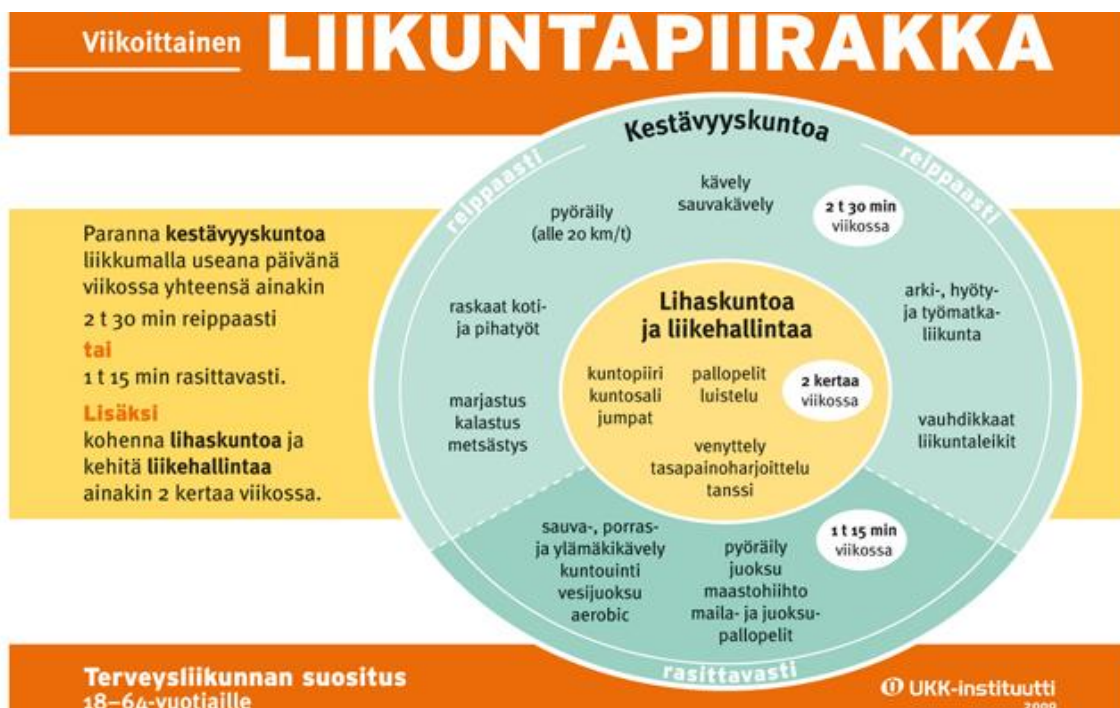 Viikoittainen LIIKUNTAPIIRAKKA
Paranna kestävyyskuntoa
liikkumalla useana päivänä
viikossa yhteensä ainakin
2 t 30 min reippaasti
tai
1 t 15 min rasittavasti.
Lisäksi
kohenna lihaskuntoa ja
kehitä liikehallintaa
ainakin 2 kertaa viikossa.
Kestävyyskuntoa
reippaasti
reippaasti
kävely
sauvakävely
2 t 30 min
viikossa
pyöräily
(alle 20 km/t)
raskaat koti-
ja pihatyöt
marjastus
kalastus
metsästys
arki-, hyöty-
ja työmatka-
liikunta
vauhdikkaat
liikuntaleikit
Lihaskuntoa
ja liikehallintaa
kuntopiiri
kuntosali
jumpat
pallopelit
luistelu
2 kertaa
viikossa
venyttely
tasapainoharjoittelu
tanssi
sauva-, porras-
ja ylämäkikävely
kuntouinti
vesijuoksu
aerobic
pyöräily
juoksu
maastohiihto
maila- ja juoksu-
pallopelit
1 t 15 min
viikossa
rasittavasti
Terveysliikunnan suositus
18–64-vuotiaille
UKK-instituutti
2009